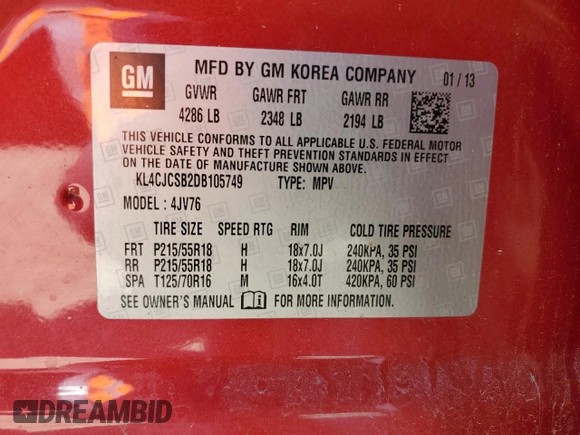 GM
MFD BY GM KOREA COMPANY 01 / 13
GVWR GAWR FRT GAWR RR
4286 LB 2348 LB 2194 LB
THIS VEHICLE CONFORMS TO ALL APPLICABLE U.S. FEDERAL MOTOR
VEHICLE SAFETY AND THEFT PREVENTION STANDARDS IN EFFECT
ON THE DATE OF MANUFACTURE SHOWN ABOVE.
KL4CJCSB2DB105749 TYPE: MPV
MODEL : 4JV76
TIRE SIZE SPEED RTG RIM COLD TIRE PRESSURE
FRT P215/55R18 H 18x7.0J 240KPA, 35 PSI
RR P215/55R18 H 18x7.0J 240KPA, 35 PSI
SPA T125/70R16 M 16x4.0T 420KPA, 60 PSI
SEE OWNER'S MANUAL FOR MORE INFORMATION.
DREAMBID